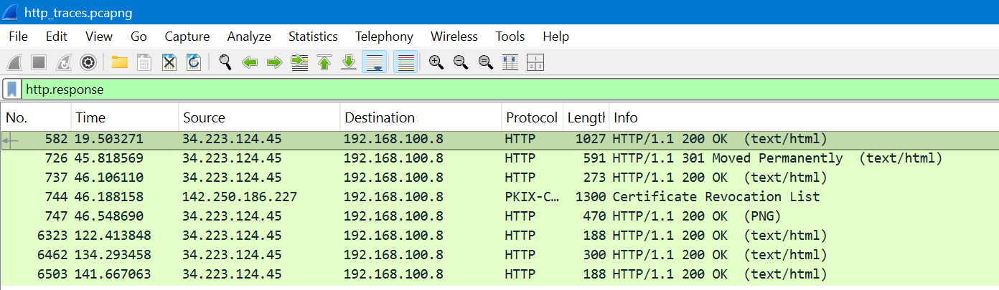 http_traces.pcapng
File Edit View Go Capture Analyze Statistics Telephony Wireless Tools Help
http.response
No. Time Source Destination Protocol Length Info
582 19.503271 34.223.124.45 192.168.100.8 HTTP 1027 HTTP/1.1 200 OK (text/html)
726 45.818569 34.223.124.45 192.168.100.8 HTTP 591 HTTP/1.1 301 Moved Permanently (text/html)
737 46.106110 34.223.124.45 192.168.100.8 HTTP 273 HTTP/1.1 200 OK (text/html)
744 46.188158 142.250.186.227 192.168.100.8 PKIX-C… 1300 Certificate Revocation List
747 46.548690 34.223.124.45 192.168.100.8 HTTP 470 HTTP/1.1 200 OK (PNG)
6323 122.413848 34.223.124.45 192.168.100.8 HTTP 188 HTTP/1.1 200 OK (text/html)
6462 134.293458 34.223.124.45 192.168.100.8 HTTP 300 HTTP/1.1 200 OK (text/html)
6503 141.667063 34.223.124.45 192.168.100.8 HTTP 188 HTTP/1.1 200 OK (text/html)